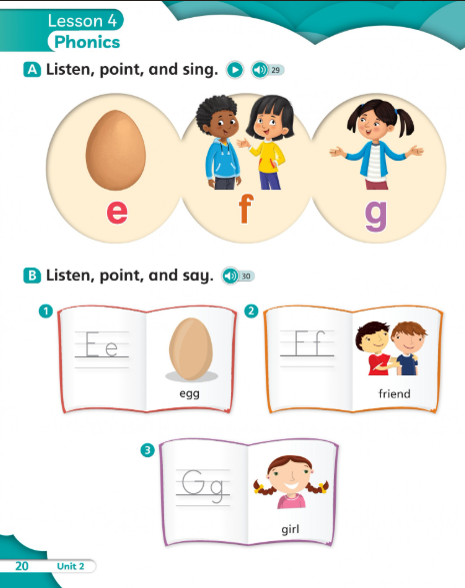 Lesson 4
Phonics
A Listen, point, and sing. 29
e f g
B Listen, point, and say. 30
1 2
Ee Ff
egg friend
3
Gg
girl
20 Unit 2